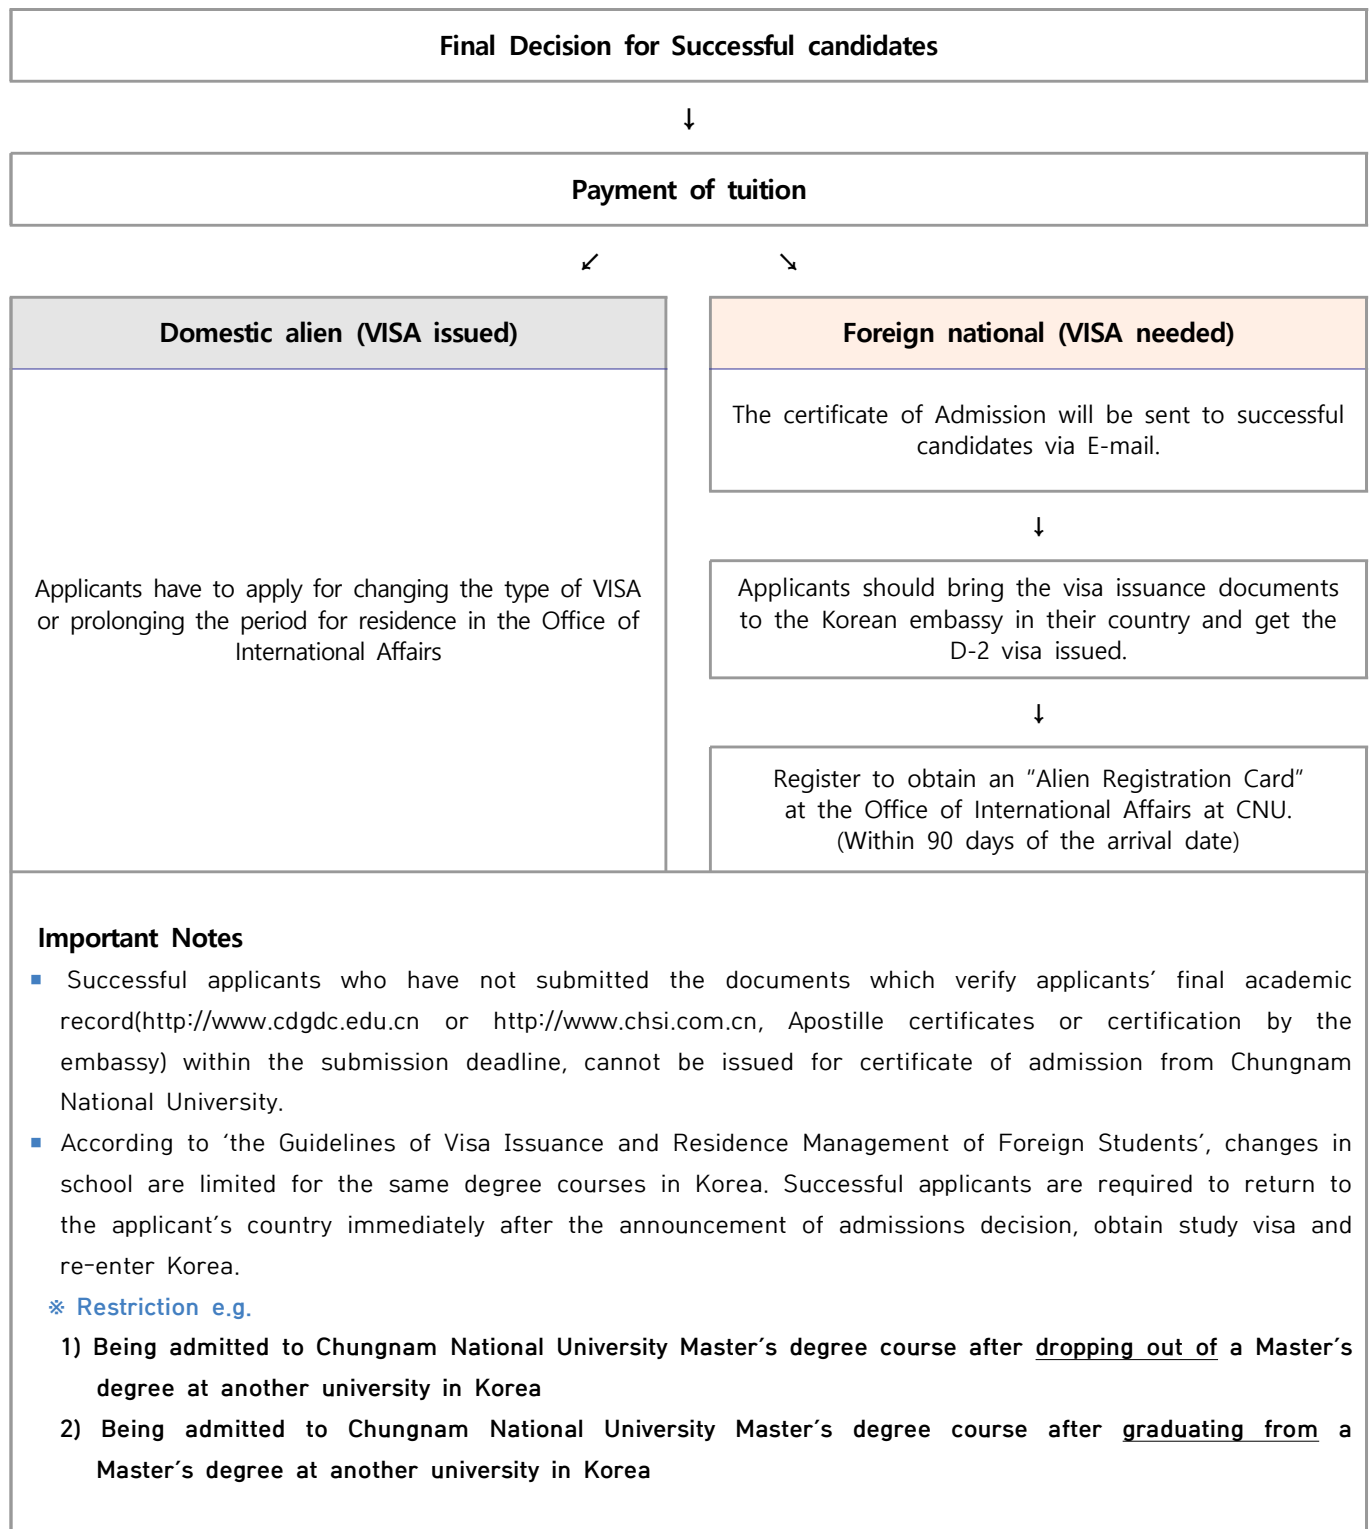 Final Decision for Successful candidates
↓
Payment of tuition
↙ ↘
Domestic alien (VISA issued)
Applicants have to apply for changing the type of VISA
or prolonging the period for residence in the Office of
International Affairs
Foreign national (VISA needed)
The certificate of Admission will be sent to successful
candidates via E-mail.
↓
Applicants should bring the visa issuance documents
to the Korean embassy in their country and get the
D-2 visa issued.
↓
Register to obtain an "Alien Registration Card"
at the Office of International Affairs at CNU.
(Within 90 days of the arrival date)
Important Notes
▪ Successful applicants who have not submitted the documents which verify applicants' final academic
record(http://www.cdgdc.edu.cn or http://www.chsi.com.cn, Apostille certificates or certification by the
embassy) within the submission deadline, cannot be issued for certificate of admission from Chungnam
National University.
▪ According to 'the Guidelines of Visa Issuance and Residence Management of Foreign Students', changes in
school are limited for the same degree courses in Korea. Successful applicants are required to return to
the applicant's country immediately after the announcement of admissions decision, obtain study visa and
re-enter Korea.
※ Restriction e.g.
1) Being admitted to Chungnam National University Master's degree course after dropping out of a Master's
degree at another university in Korea
2) Being admitted to Chungnam National University Master's degree course after graduating from a
Master's degree at another university in Korea